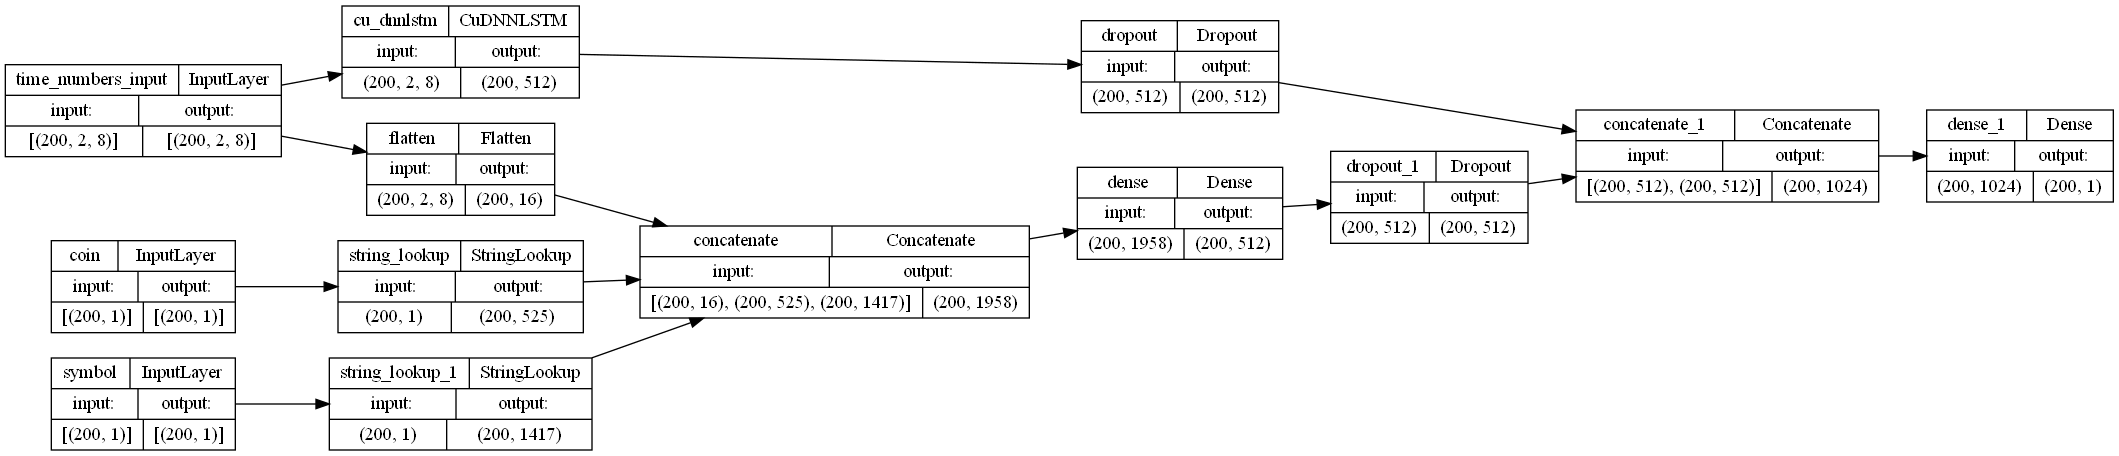 time_numbers_input InputLayer
input: output:
[(200, 2, 8)] [(200, 2, 8)]
cu_dnnlstm CuDNNLSTM
input: output:
(200, 2, 8) (200, 512)
flatten Flatten
input: output:
(200, 2, 8) (200, 16)
coin InputLayer
input: output:
[(200, 1)] [(200, 1)]
string_lookup StringLookup
input: output:
(200, 1) (200, 525)
symbol InputLayer
input: output:
[(200, 1)] [(200, 1)]
string_lookup_1 StringLookup
input: output:
(200, 1) (200, 1417)
concatenate Concatenate
input: output:
[(200, 16), (200, 525), (200, 1417)] (200, 1958)
dropout Dropout
input: output:
(200, 512) (200, 512)
dense Dense
input: output:
(200, 1958) (200, 512)
dropout_1 Dropout
input: output:
(200, 512) (200, 512)
concatenate_1 Concatenate
input: output:
[(200, 512), (200, 512)] (200, 1024)
dense_1 Dense
input: output:
(200, 1024) (200, 1)